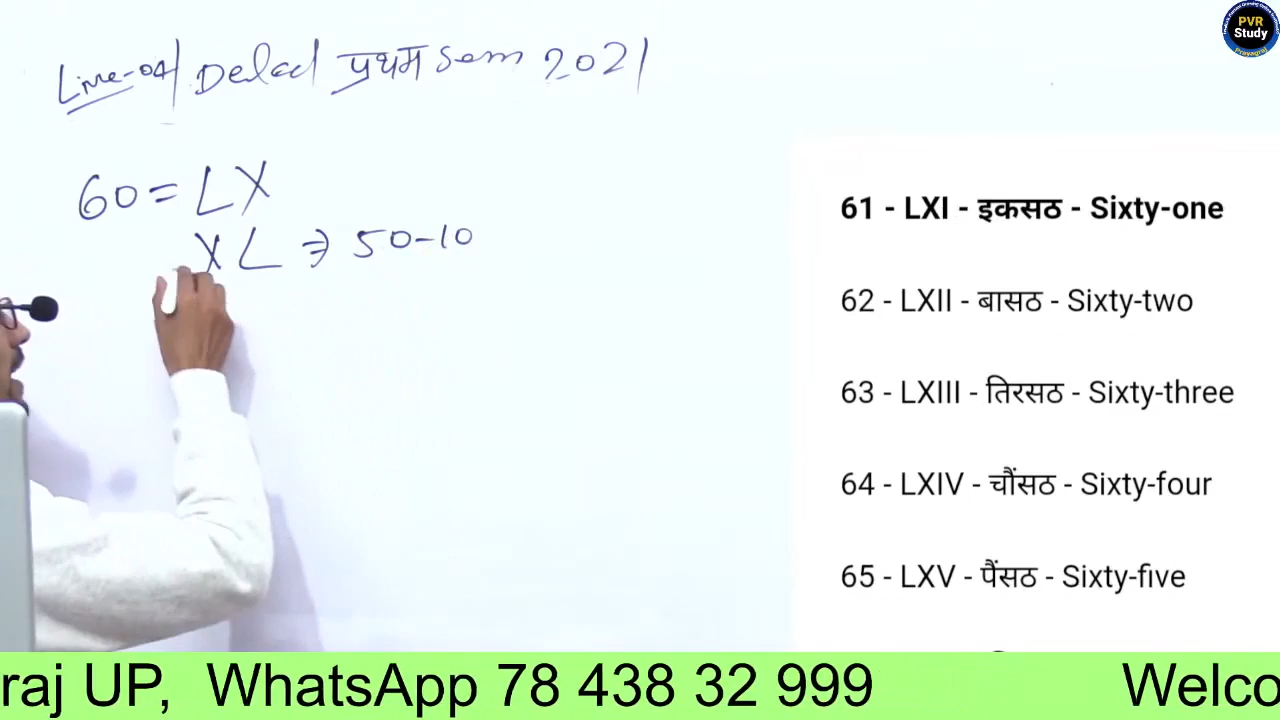 Live-04 Deled प्रथम Sem 2021
60 = LX
XL ⇒ 50-10
PVR
Study
Prayagraj
61 - LXI - इकसठ - Sixty-one
62 - LXII - बासठ - Sixty-two
63 - LXIII - तिरसठ - Sixty-three
64 - LXIV - चौंसठ - Sixty-four
65 - LXV - पैंसठ - Sixty-five
raj UP, WhatsApp 78 438 32 999 Welco